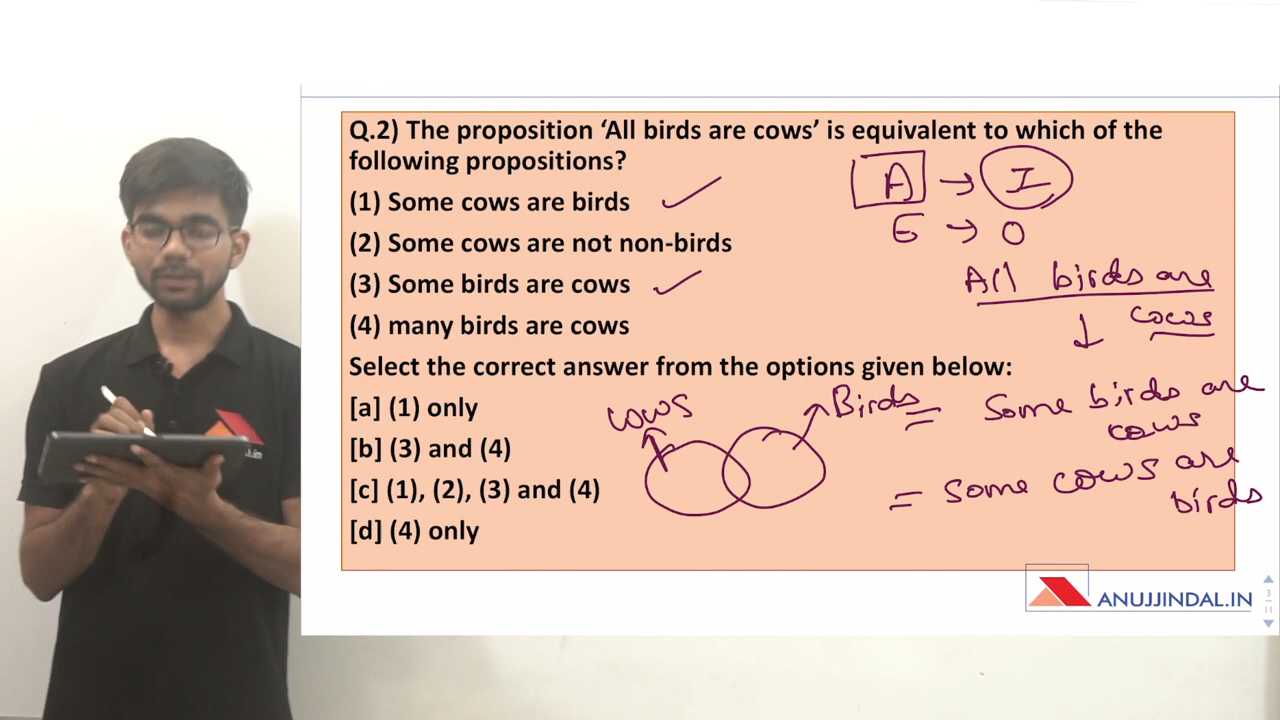 Q.2) The proposition ‘All birds are cows’ is equivalent to which of the
following propositions?
(1) Some cows are birds
(2) Some cows are not non-birds
(3) Some birds are cows
(4) many birds are cows
Select the correct answer from the options given below:
[a] (1) only
[b] (3) and (4)
[c] (1), (2), (3) and (4)
[d] (4) only
A → I
E → O
All birds are
cows
cows
Birds
= Some birds are
cows
= Some cows are
birds
ANUJJINDAL.IN
3
11